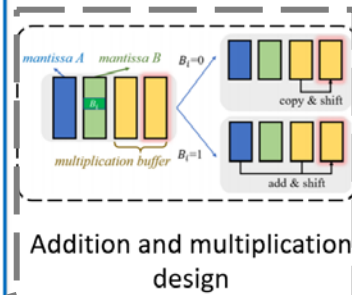 mantissa A
mantissa B
Bᵢ=0
Bᵢ
copy & shift
multiplication buffer
Bᵢ=1
add & shift
Addition and multiplication
design